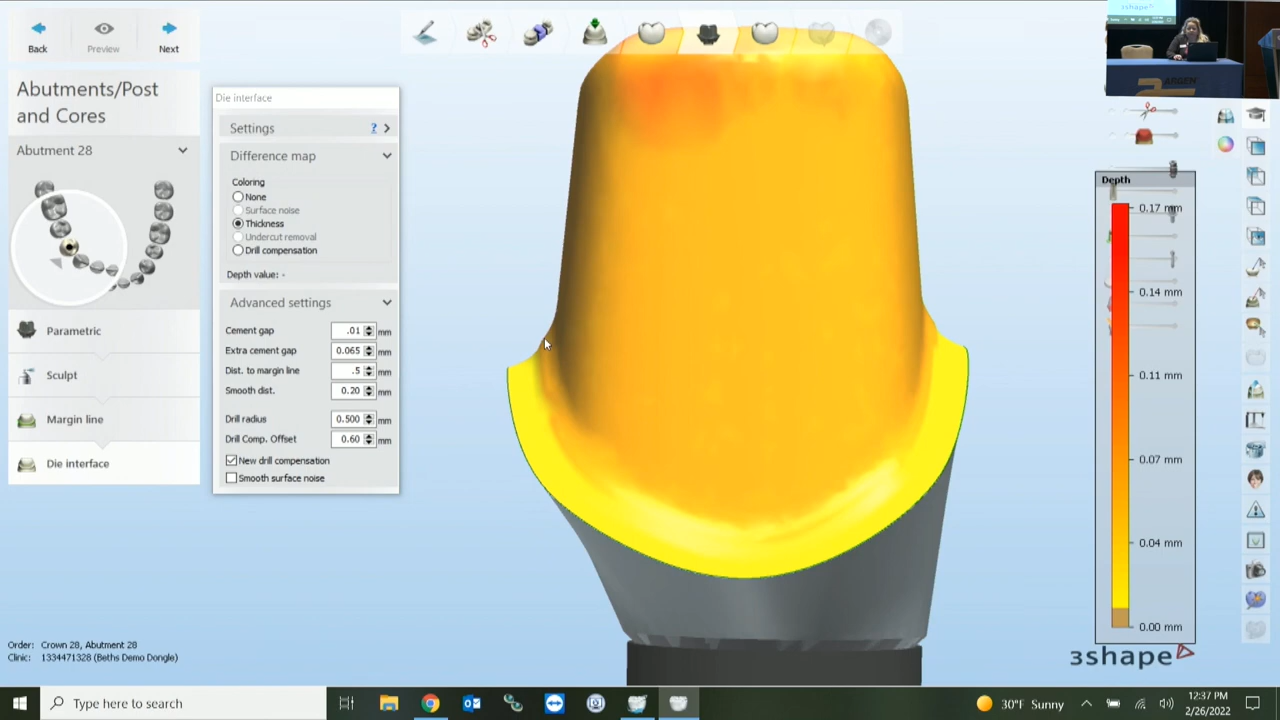 Back
Preview
Next
Abutments/Post
and Cores
Abutment 28
Parametric
Sculpt
Margin line
Die interface
Die interface
Settings
?
Difference map
Coloring
None
Surface noise
Thickness
Undercut removal
Drill compensation
Depth value: -
Advanced settings
Cement gap .01 mm
Extra cement gap 0.065 mm
Dist. to margin line .5 mm
Smooth dist. 0.20 mm
Drill radius 0.500 mm
Drill Comp. Offset 0.60 mm
New drill compensation
Smooth surface noise
3shape
ARGEN
Depth
0.17 mm
0.14 mm
0.11 mm
0.07 mm
0.04 mm
0.00 mm
3shape
Order: Crown 28, Abutment 28
Clinic: 1334471328 (Beths Demo Dongle)
Type here to search
30°F Sunny
12:37 PM
2/26/2022